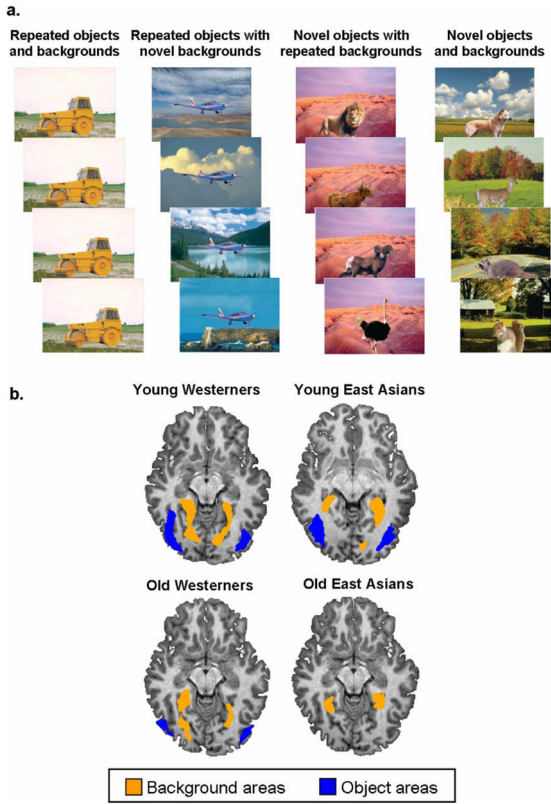 a.
Repeated objects and backgrounds
Repeated objects with novel backgrounds
Novel objects with repeated backgrounds
Novel objects and backgrounds
b.
Young Westerners
Young East Asians
Old Westerners
Old East Asians
Background areas
Object areas